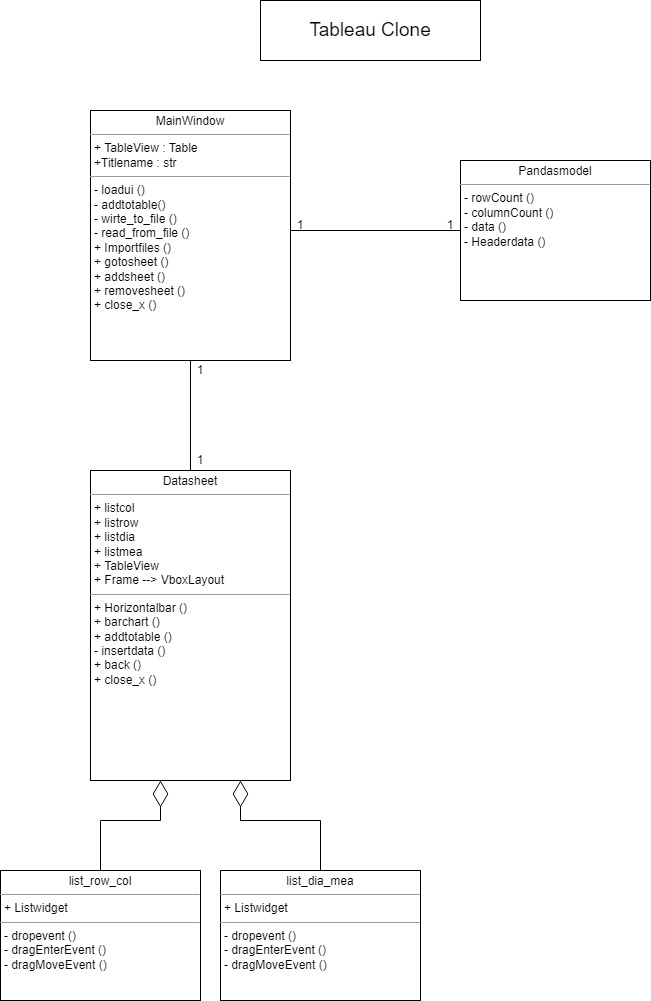 Tableau Clone
MainWindow
+ TableView : Table
+Titlename : str
- loadui ()
- addtotable()
- wirte_to_file ()
- read_from_file ()
+ Importfiles ()
+ gotosheet ()
+ addsheet ()
+ removesheet ()
+ close_x ()
Pandasmodel
- rowCount ()
- columnCount ()
- data ()
- Headerdata ()
1
1
1
1
Datasheet
+ listcol
+ listrow
+ listdia
+ listmea
+ TableView
+ Frame --> VboxLayout
+ Horizontalbar ()
+ barchart ()
+ addtotable ()
- insertdata ()
+ back ()
+ close_x ()
list_row_col
+ Listwidget
- dropevent ()
- dragEnterEvent ()
- dragMoveEvent ()
list_dia_mea
+ Listwidget
- dropevent ()
- dragEnterEvent ()
- dragMoveEvent ()